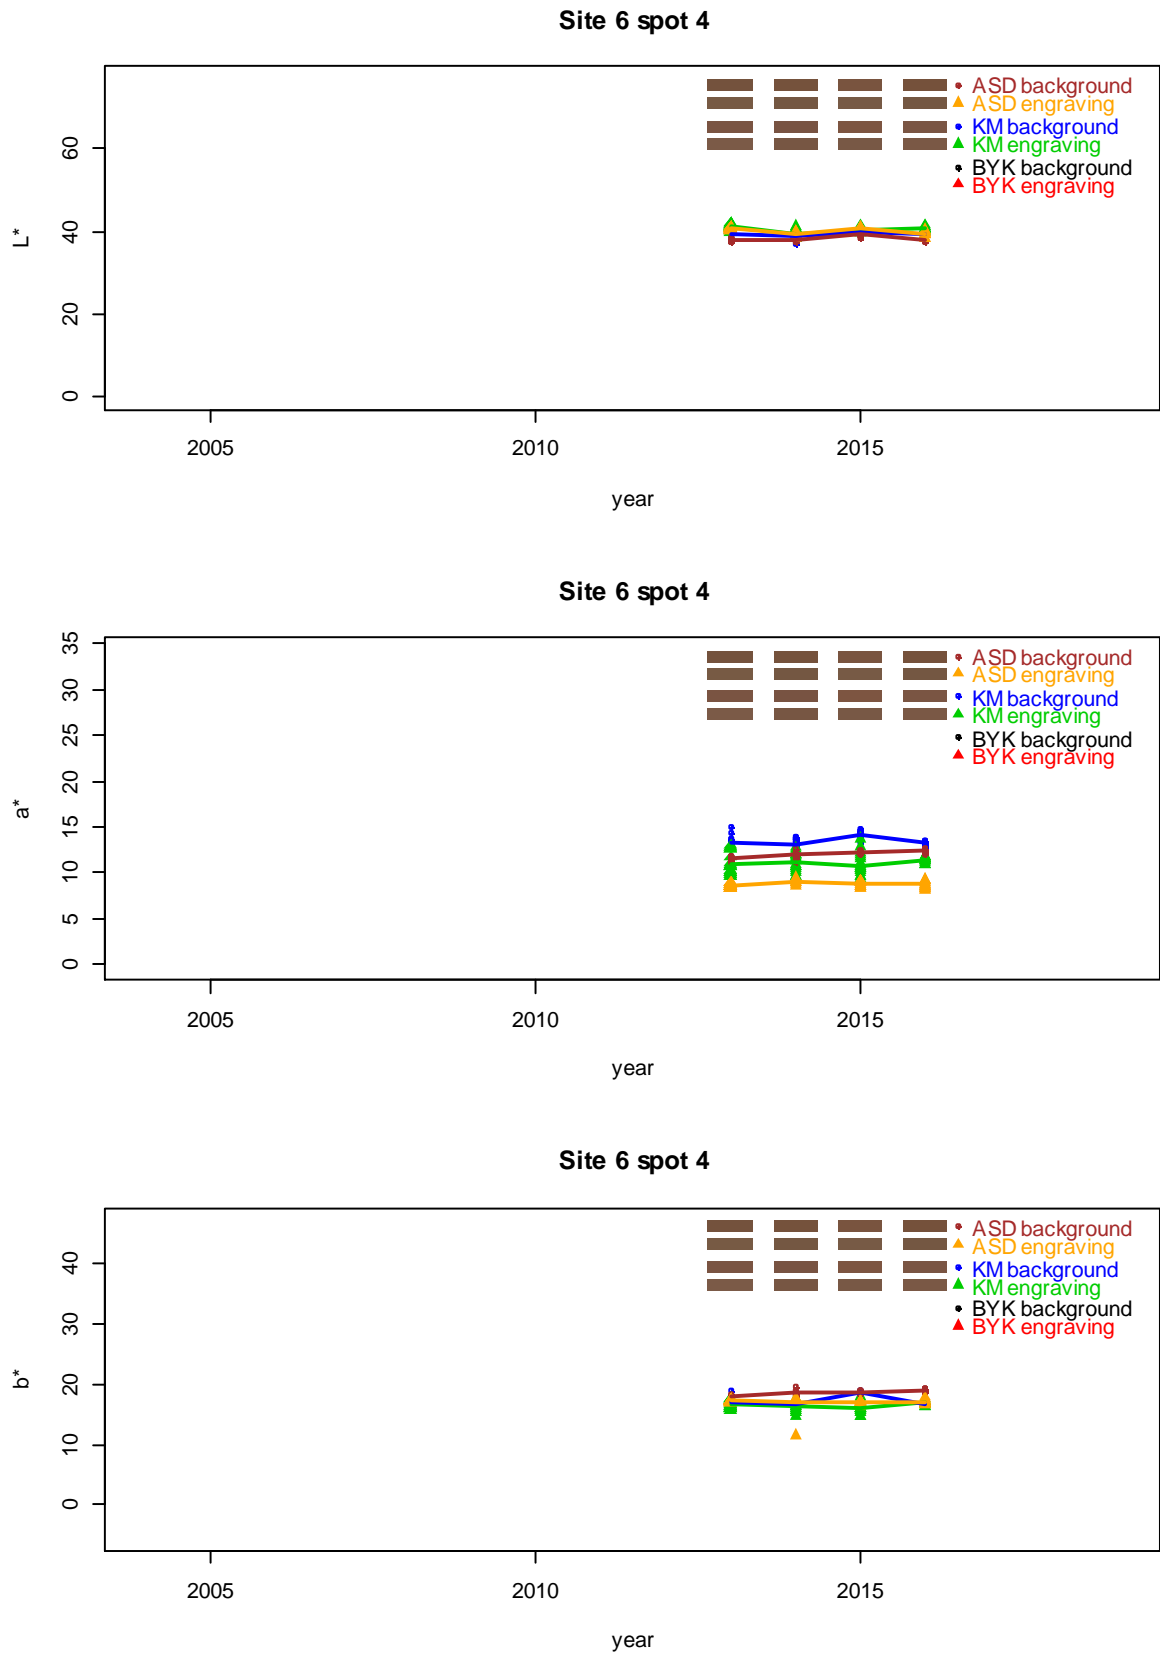 Site 6 spot 4
ASD background
ASD engraving
KM background
KM engraving
BYK background
BYK engraving
L*
60
40
20
0
2005 2010 2015
year
Site 6 spot 4
ASD background
ASD engraving
KM background
KM engraving
BYK background
BYK engraving
a*
35
30
25
20
15
10
5
0
2005 2010 2015
year
Site 6 spot 4
ASD background
ASD engraving
KM background
KM engraving
BYK background
BYK engraving
b*
40
30
20
10
0
2005 2010 2015
year